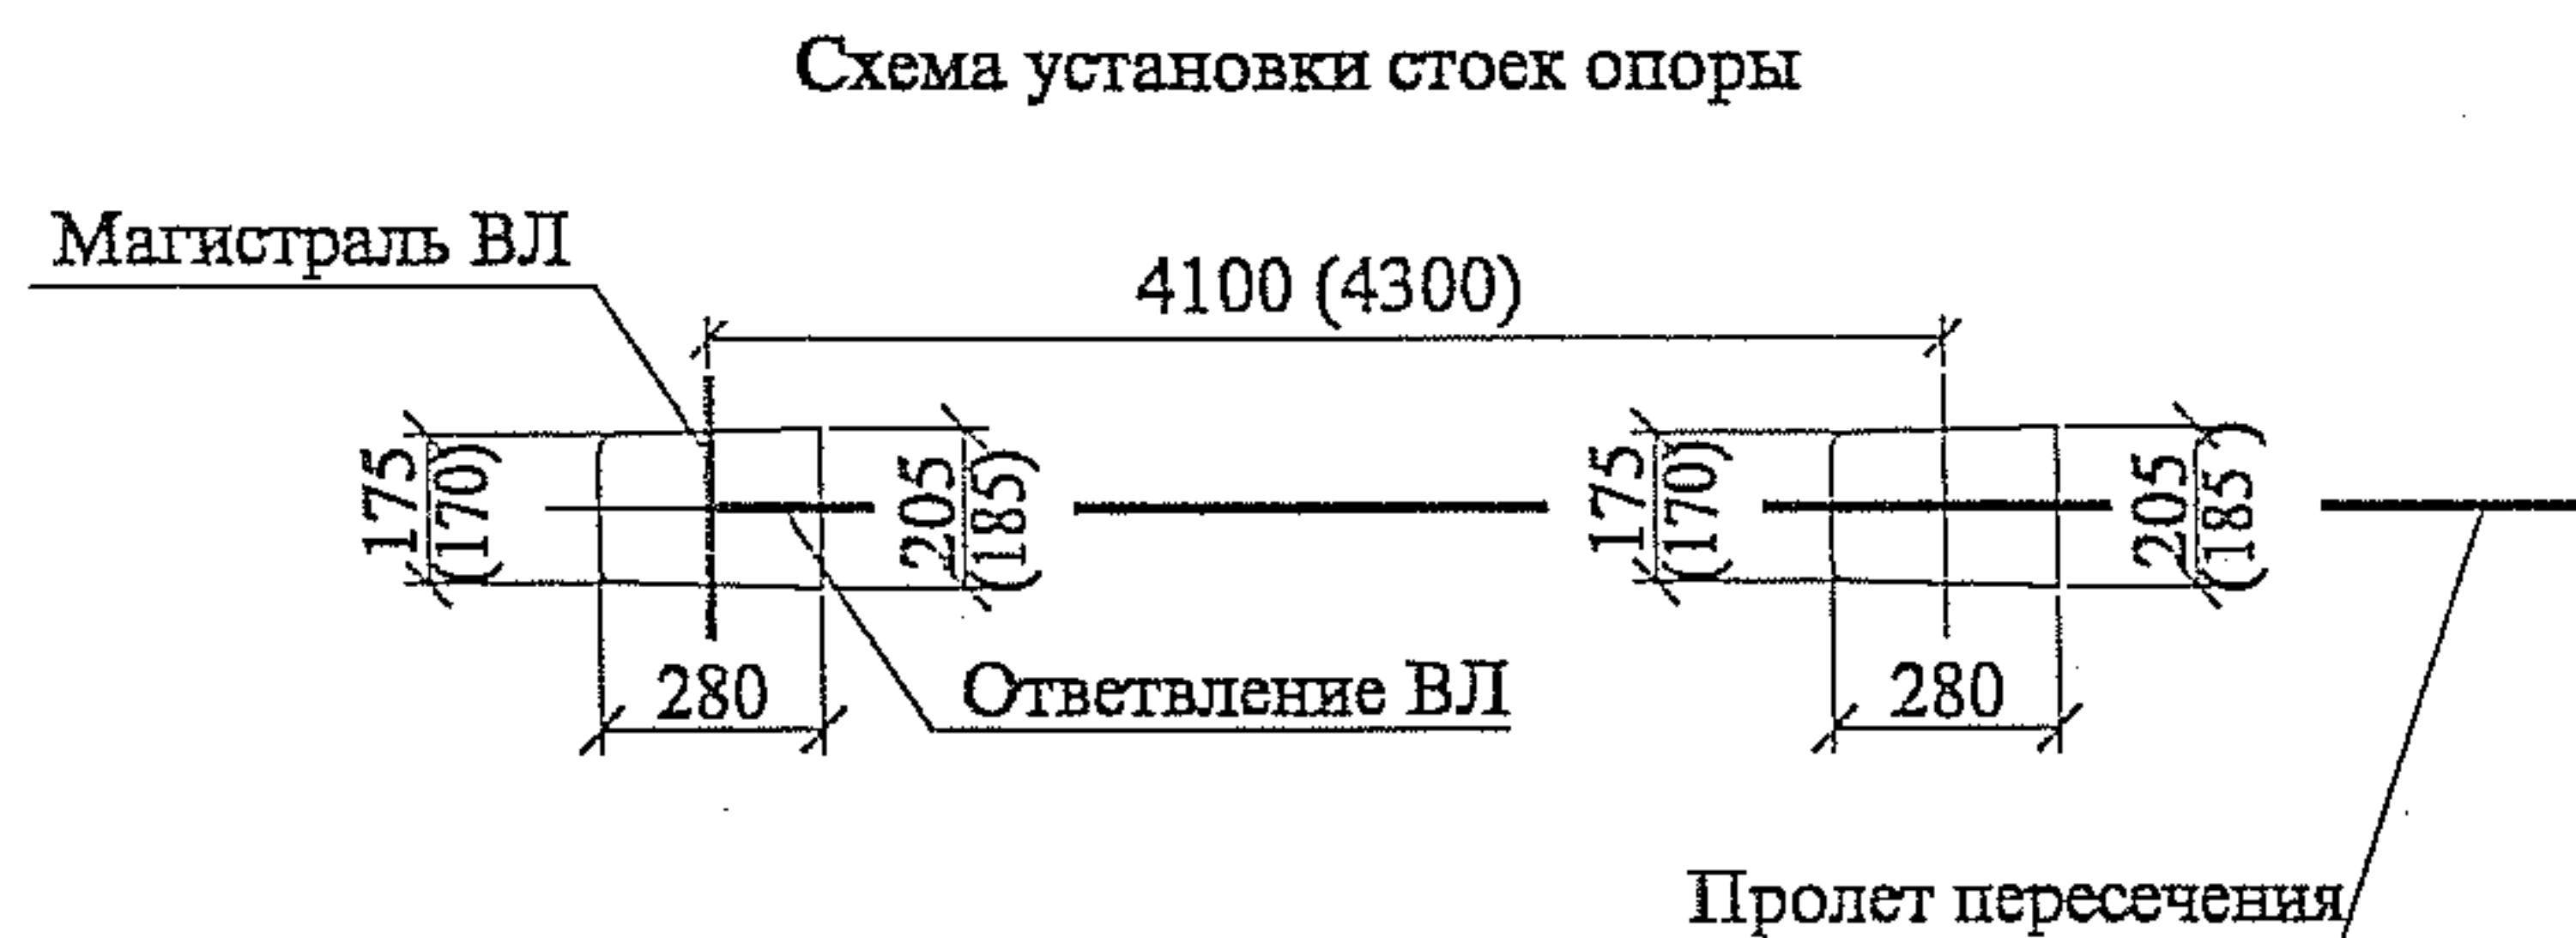 Схема установки стоек опоры
Магистраль ВЛ
4100 (4300)
175
(170)
205
(185)
175
(170)
205
(185)
280
Ответвление ВЛ
280
Пролет пересечения